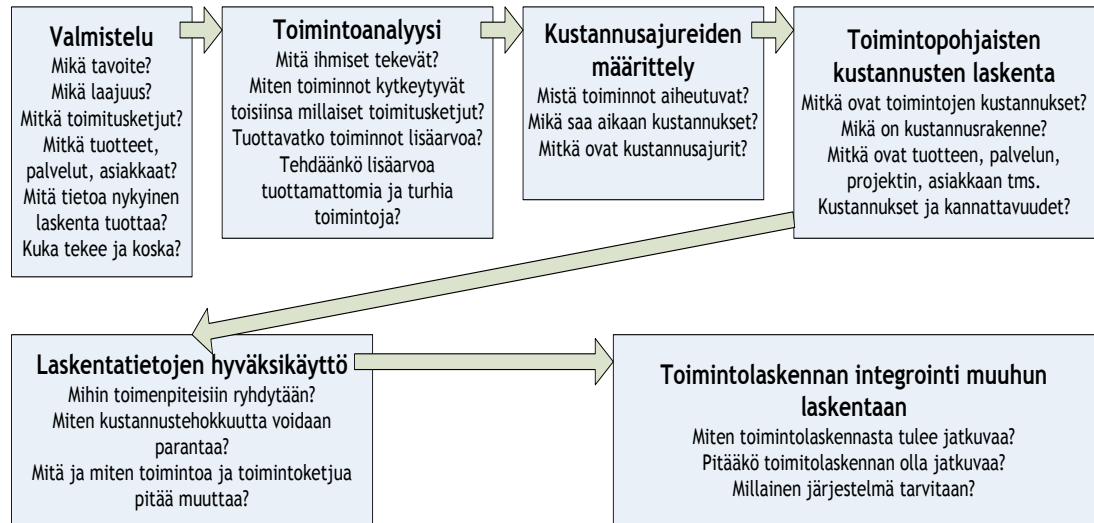 Valmistelu
Mikä tavoite?
Mikä laajuus?
Mitkä toimitusketjut?
Mitkä tuotteet,
palvelut, asiakkaat?
Mitä tietoa nykyinen
laskenta tuottaa?
Kuka tekee ja koska?
Toimintoanalyysi
Mitä ihmiset tekevät?
Miten toiminnot kytkeytyvät
toisiinsa millaiset toimitusketjut?
Tuottavatko toiminnot lisäarvoa?
Tehdäänkö lisäarvoa
tuottamattomia ja turhia
toimintoja?
Kustannusajureiden
määrittely
Mistä toiminnot aiheutuvat?
Mikä saa aikaan kustannukset?
Mitkä ovat kustannusajurit?
Toimintopohjaisten
kustannusten laskenta
Mitkä ovat toimintojen kustannukset?
Mikä on kustannusrakenne?
Mitkä ovat tuotteen, palvelun,
projektin, asiakkaan tms.
Kustannukset ja kannattavuudet?
Laskentatietojen hyväksikäyttö
Mihin toimenpiteisiin ryhdytään?
Miten kustannustehokkuutta voidaan
parantaa?
Mitä ja miten toimintoa ja toimintoketjua
pitää muuttaa?
Toimintolaskennan integrointi muuhun
laskentaan
Miten toimintolaskennasta tulee jatkuvaa?
Pitääkö toimitolaskennan olla jatkuvaa?
Millainen järjestelmä tarvitaan?